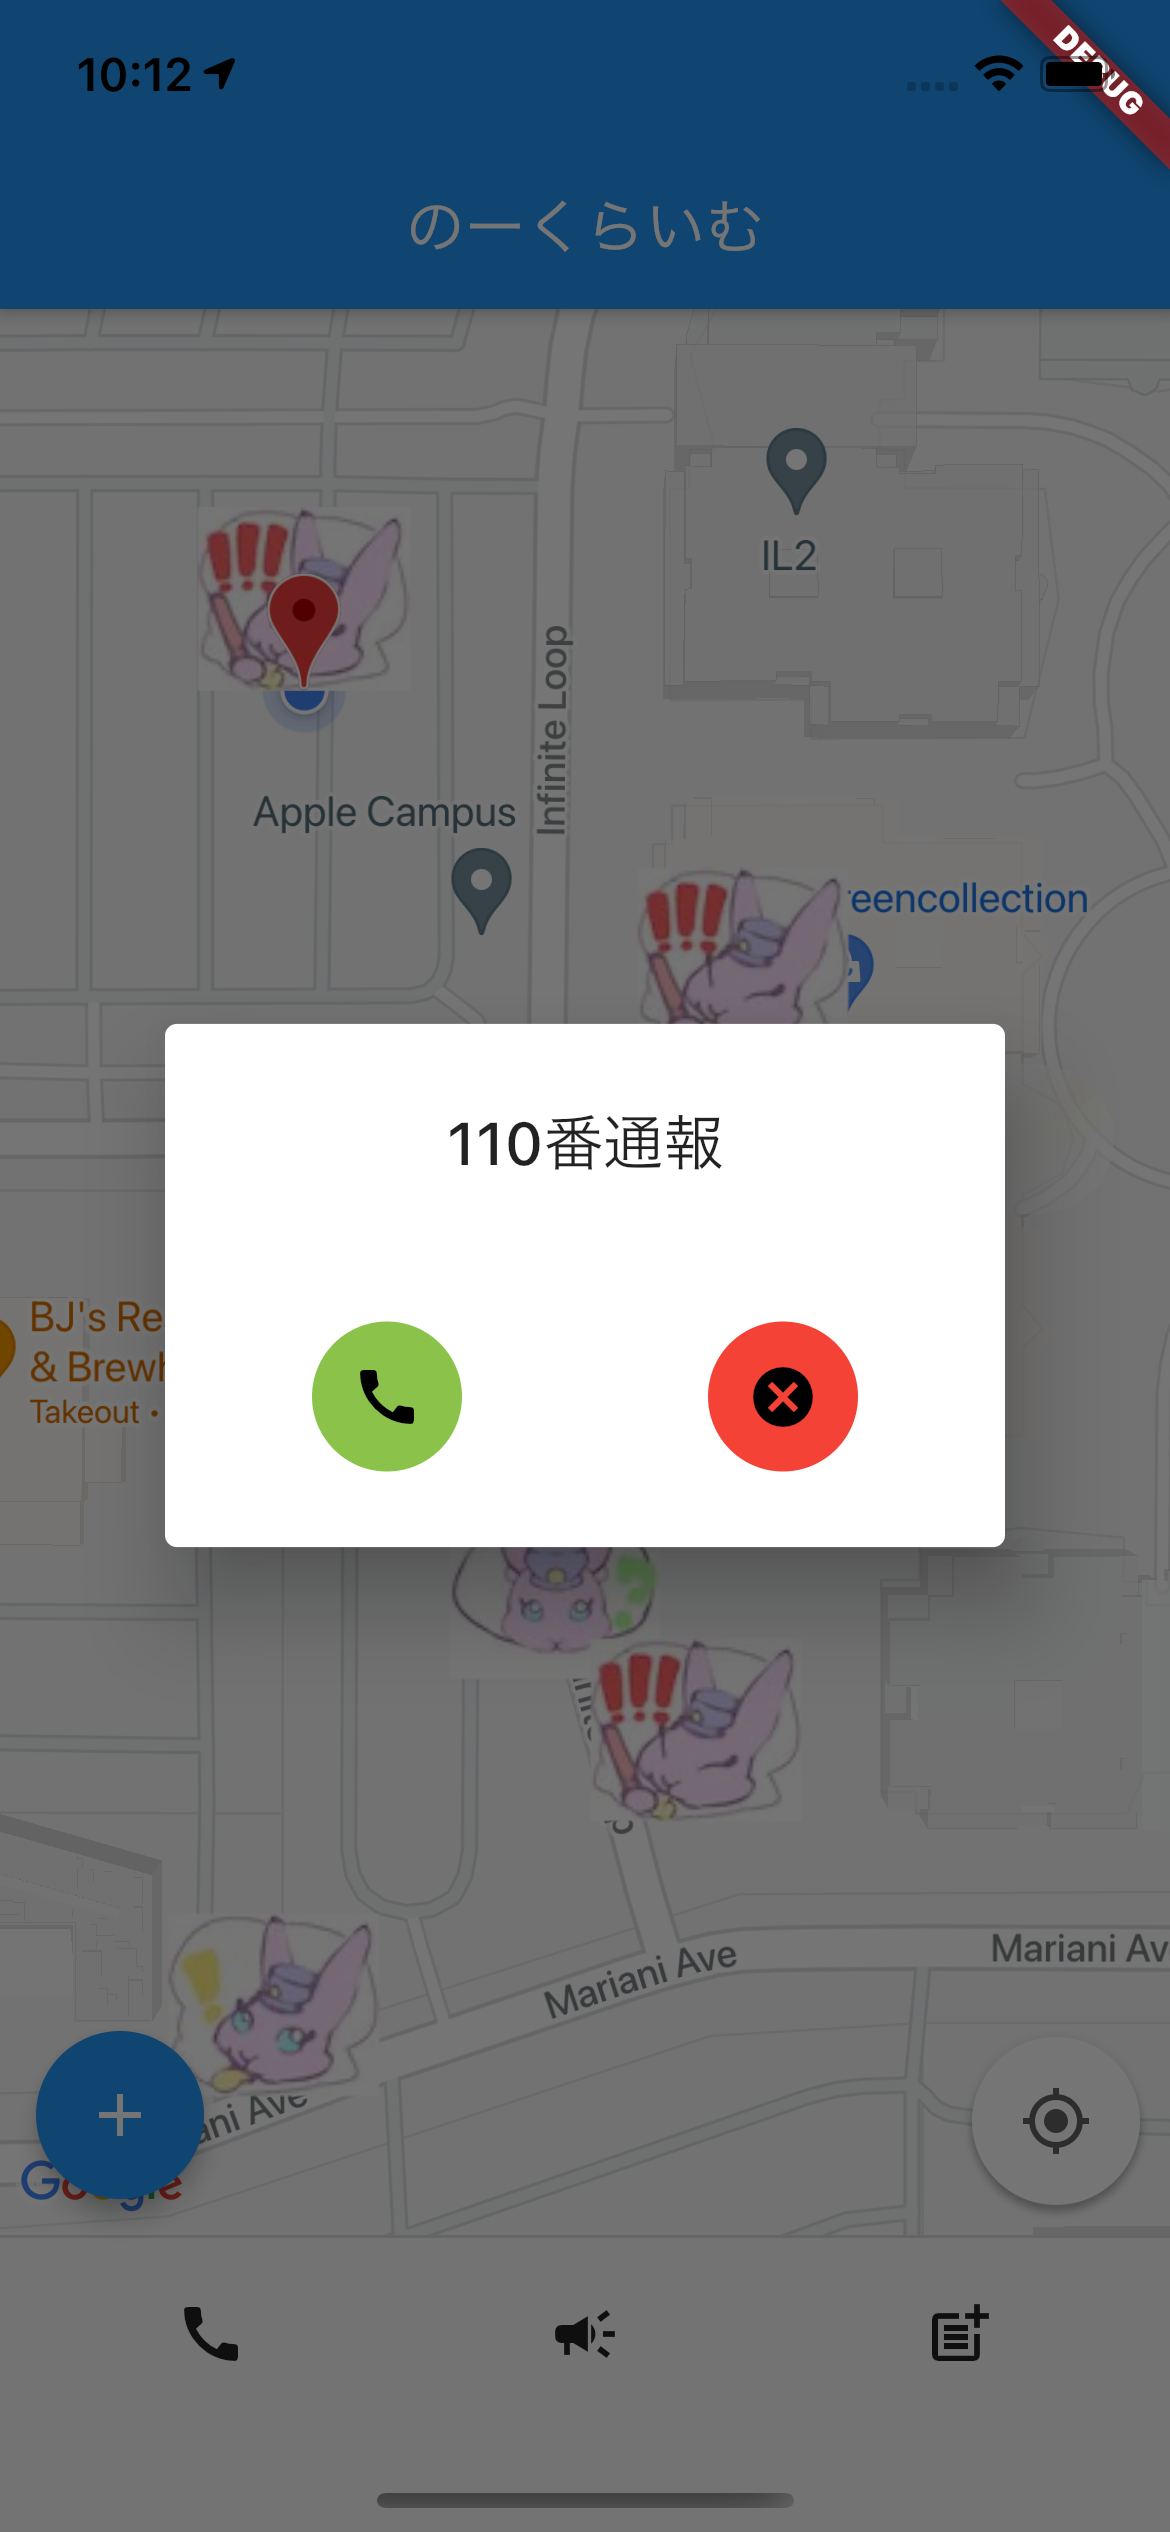 10:12
DEBUG
のーくらいむ
IL2
Infinite Loop
Apple Campus
reencollection
110番通報
BJ's Re
& Brewh
Takeout •
Mariani Ave
Mariani Av
ani Ave
Google